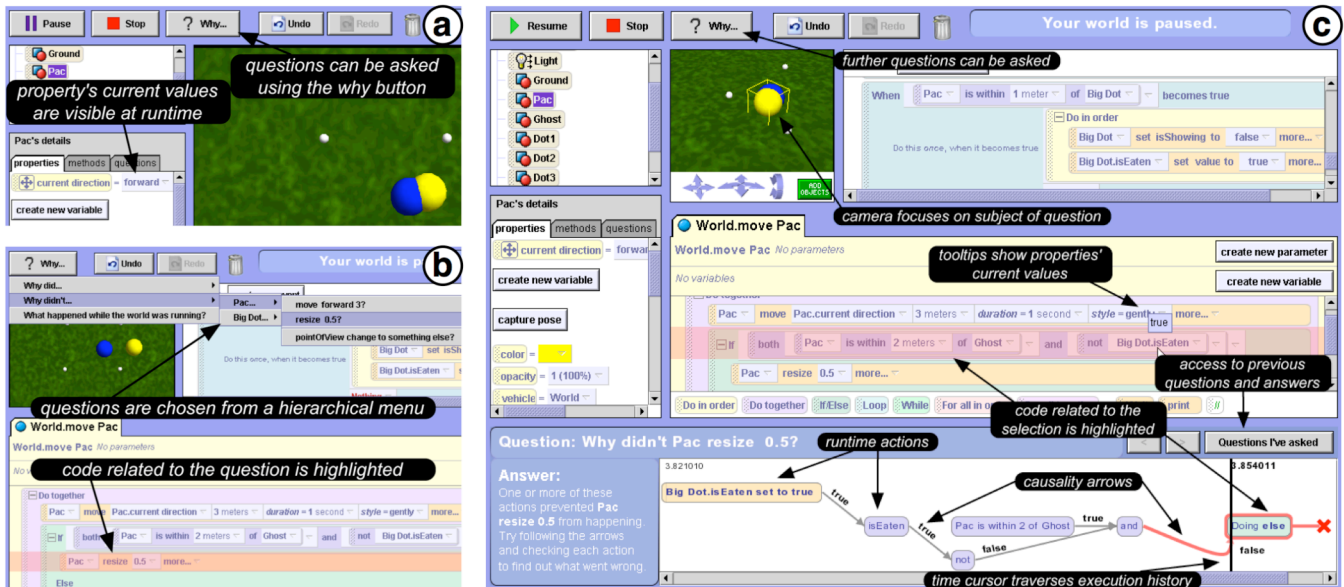 Pause
Stop
? Why...
Undo
Redo
a
Ground
Pac
questions can be asked
using the why button
property's current values
are visible at runtime
Pac's details
properties methods questions
current direction = forward
create new variable
? Why...
Undo
Redo
Your world is p
b
Why did...
Why didn't...
What happened while the world was running?
Pac...
Big Dot...
move forward 3?
resize 0.5?
pointOfView change to something else?
Do this once, when it becomes true
Big Dot set isSh
Big Dot.isEaten s
questions are chosen from a hierarchical menu
World.move Pac
World.move Pac No parameters
code related to the question is highlighted
Do together
Pac move Pac.current direction 3 meters duration = 1 second style = gently more...
If both Pac is within 2 meters of Ghost and not Big Dot.isEaten
Pac resize 0.5 more...
Else
Resume
Stop
? Why...
Undo
Redo
Your world is paused.
c
further questions can be asked
Light
Ground
Pac
Ghost
Dot1
Dot2
Dot3
ADD
OBJECTS
When Pac is within 1 meter of Big Dot becomes true
Do in order
Big Dot set isShowing to false more...
Do this once, when it becomes true
Big Dot.isEaten set value to true more...
camera focuses on subject of question
Pac's details
properties methods questions
current direction = forwar
create new variable
capture pose
color =
opacity = 1 (100%)
vehicle = World
World.move Pac
World.move Pac No parameters
create new parameter
No variables
create new variable
tooltips show properties'
current values
Do together
Pac move Pac.current direction 3 meters duration = 1 second style = gently more...
true
If both Pac is within 2 meters of Ghost and not Big Dot.isEaten
Pac resize 0.5 more...
access to previous
questions and answers
Do in order Do together If/Else Loop While For all in o print //
code related to the
selection is highlighted
Question: Why didn't Pac resize 0.5?
runtime actions
< > Questions I've asked
Answer:
One or more of these
actions prevented Pac
resize 0.5 from happening.
Try following the arrows
and checking each action
to find out what went wrong.
3.821010
3.854011
Big Dot.isEaten set to true
true
isEaten
true
not
false
Pac is within 2 of Ghost
true
and
causality arrows
Doing else
false
time cursor traverses execution history